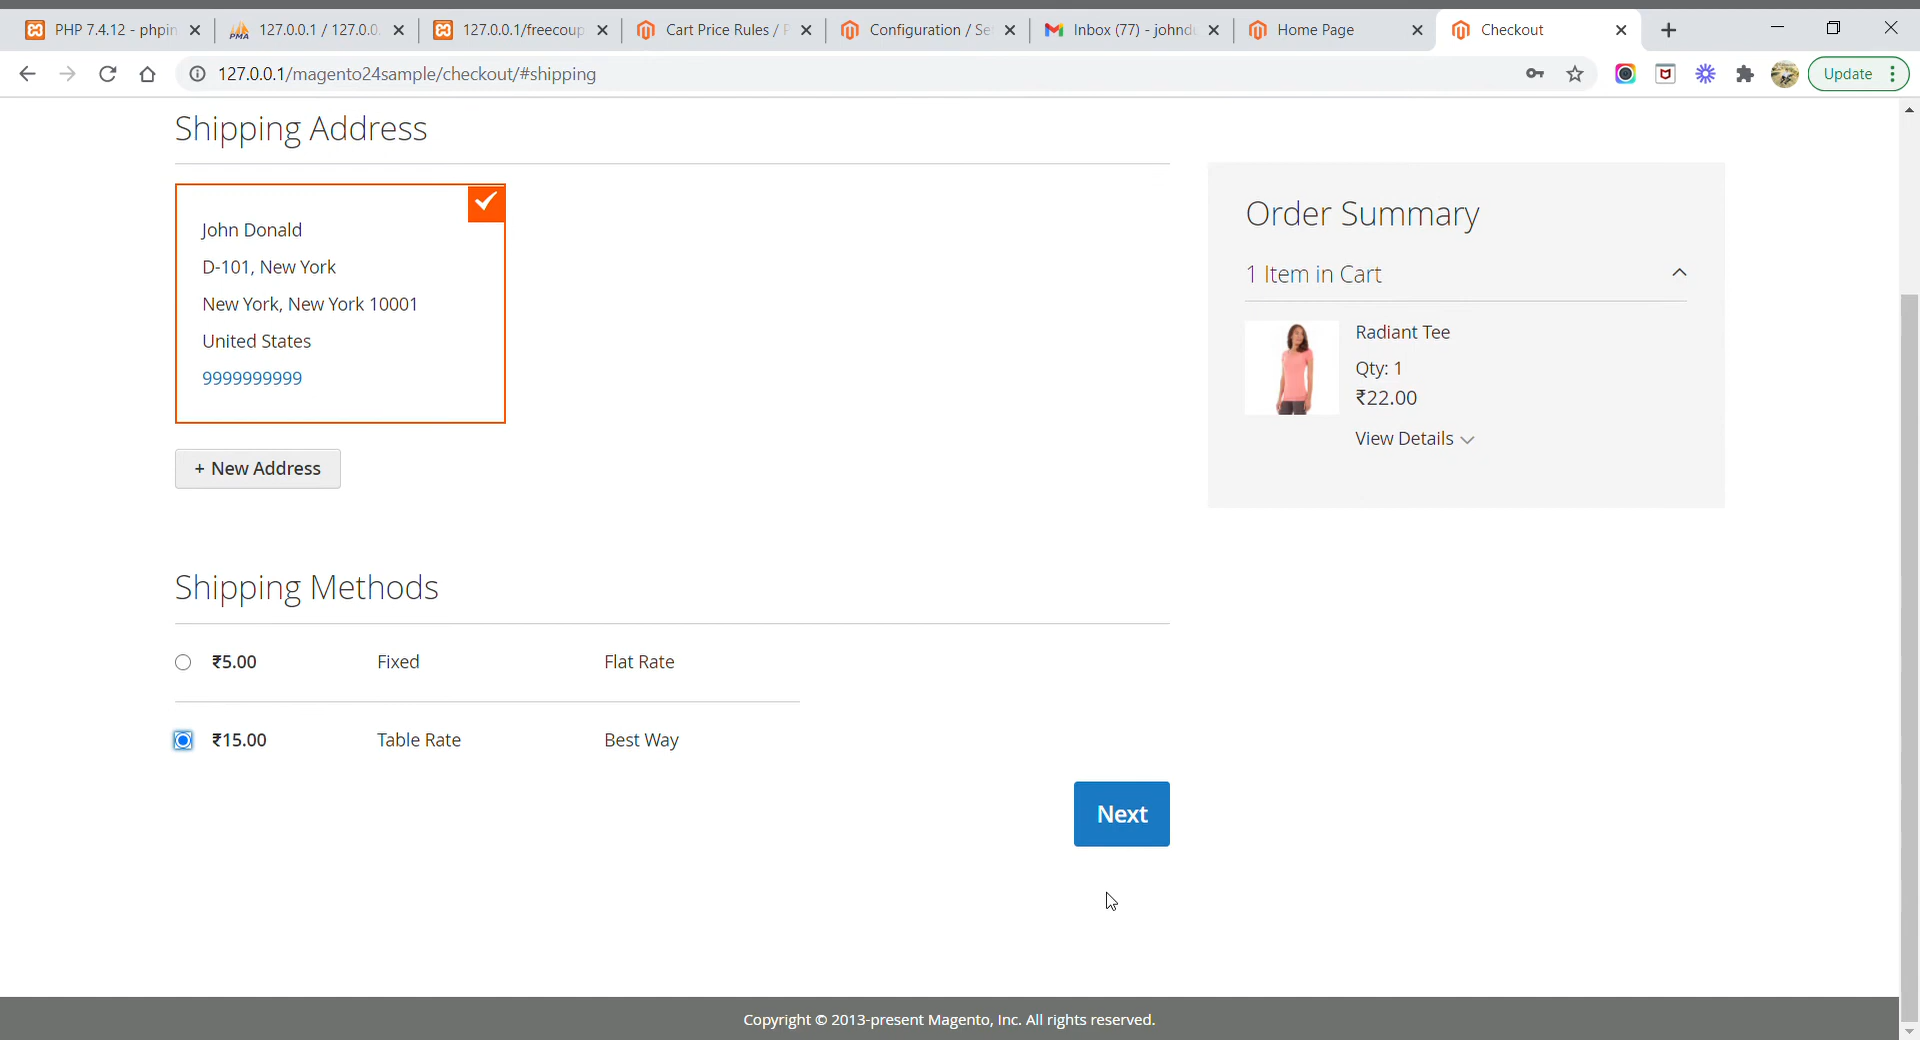 PHP 7.4.12 - phpin
127.0.0.1 / 127.0.0.
127.0.0.1/freecoup
Cart Price Rules / P
Configuration / Se
Inbox (77) - johndo
Home Page
Checkout
127.0.0.1/magento24sample/checkout/#shipping
Update
Shipping Address
John Donald
D-101, New York
New York, New York 10001
United States
9999999999
+ New Address
Order Summary
1 Item in Cart
Radiant Tee
Qty: 1
₹22.00
View Details
Shipping Methods
₹5.00 Fixed Flat Rate
₹15.00 Table Rate Best Way
Next
Copyright © 2013-present Magento, Inc. All rights reserved.